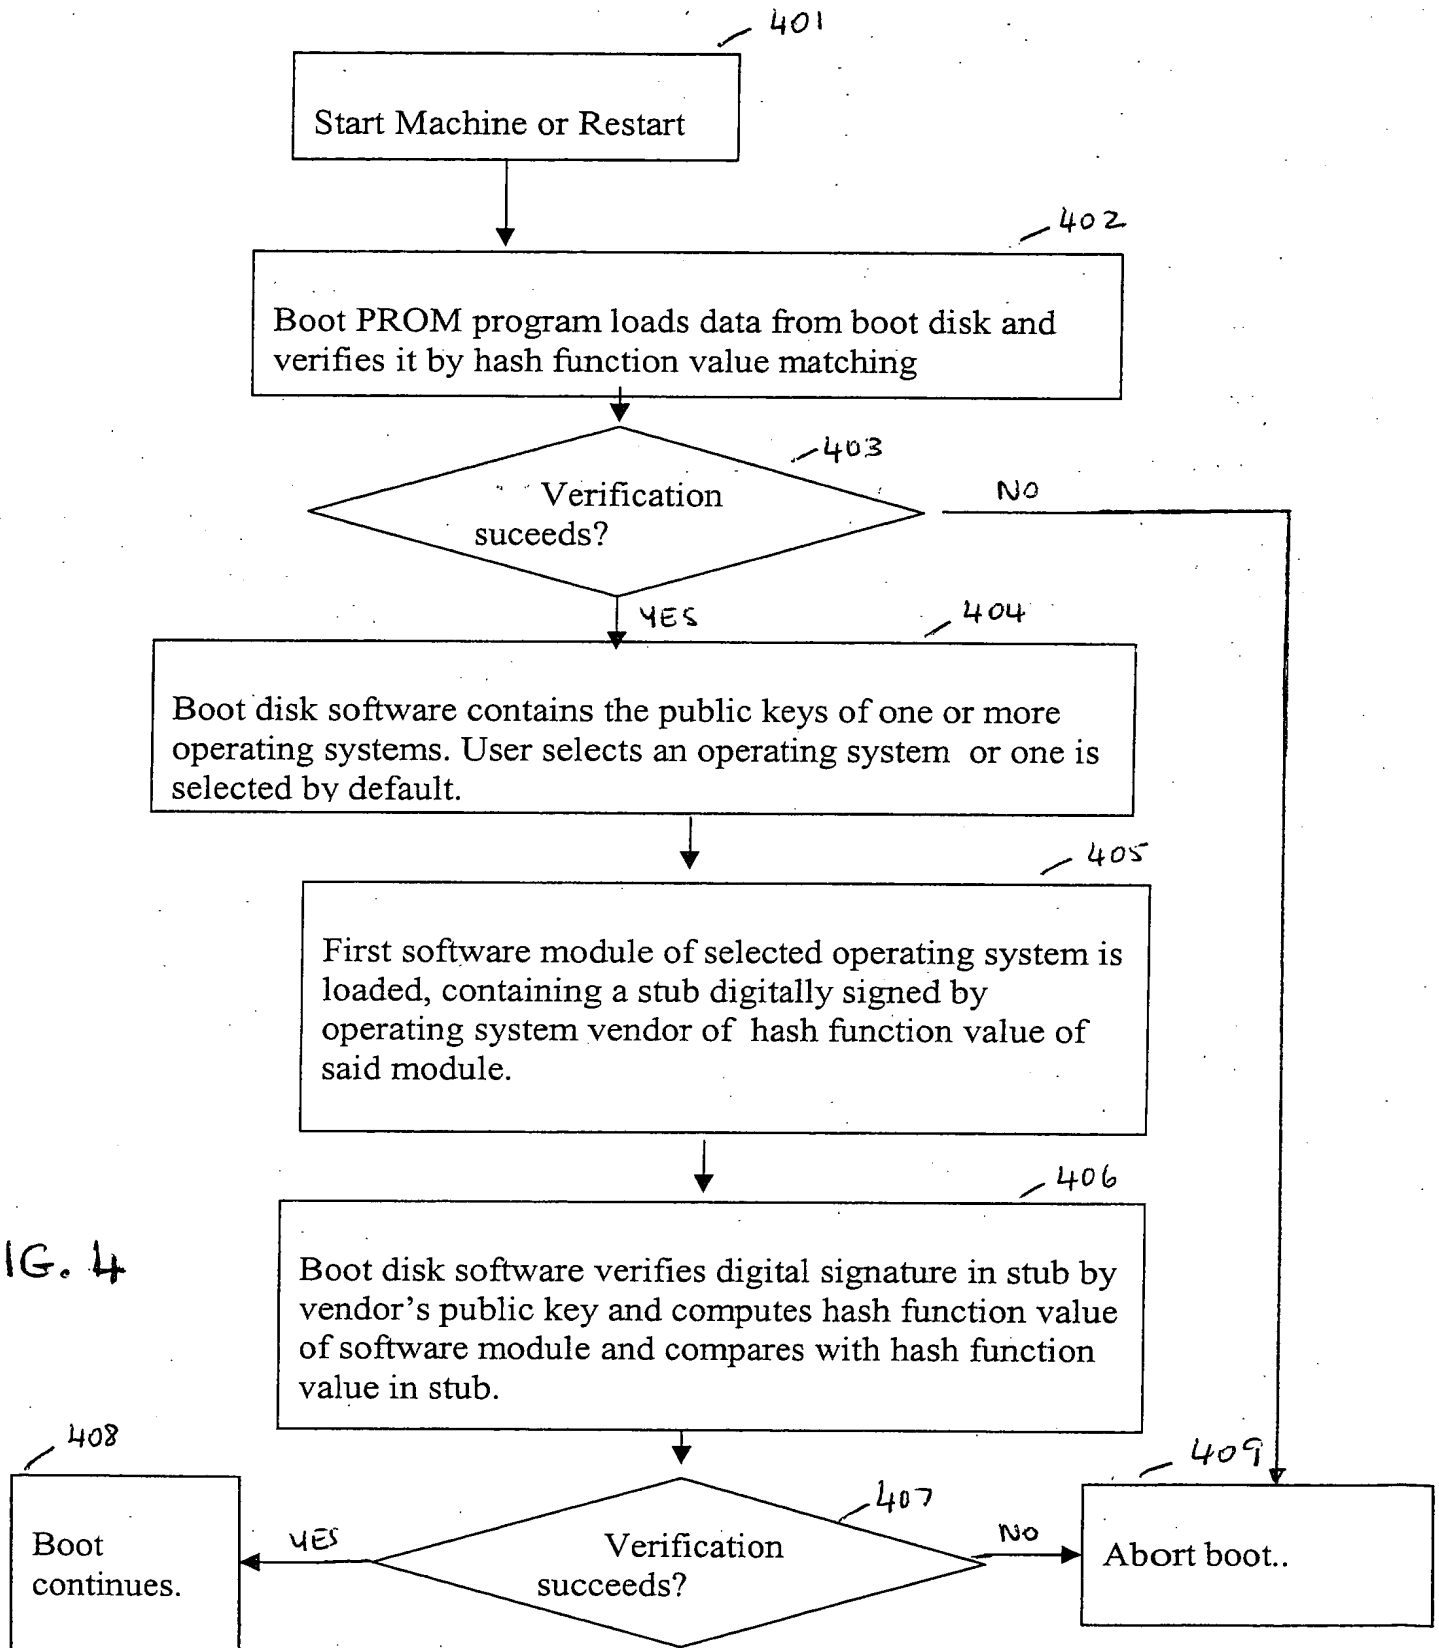 401
Start Machine or Restart
402
Boot PROM program loads data from boot disk and
verifies it by hash function value matching
403
Verification
suceeds?
NO
YES
404
Boot disk software contains the public keys of one or more
operating systems. User selects an operating system or one is
selected by default.
405
First software module of selected operating system is
loaded, containing a stub digitally signed by
operating system vendor of hash function value of
said module.
406
IG. 4
Boot disk software verifies digital signature in stub by
vendor's public key and computes hash function value
of software module and compares with hash function
value in stub.
408
409
407
Boot
continues.
YES
Verification
succeeds?
NO
Abort boot..